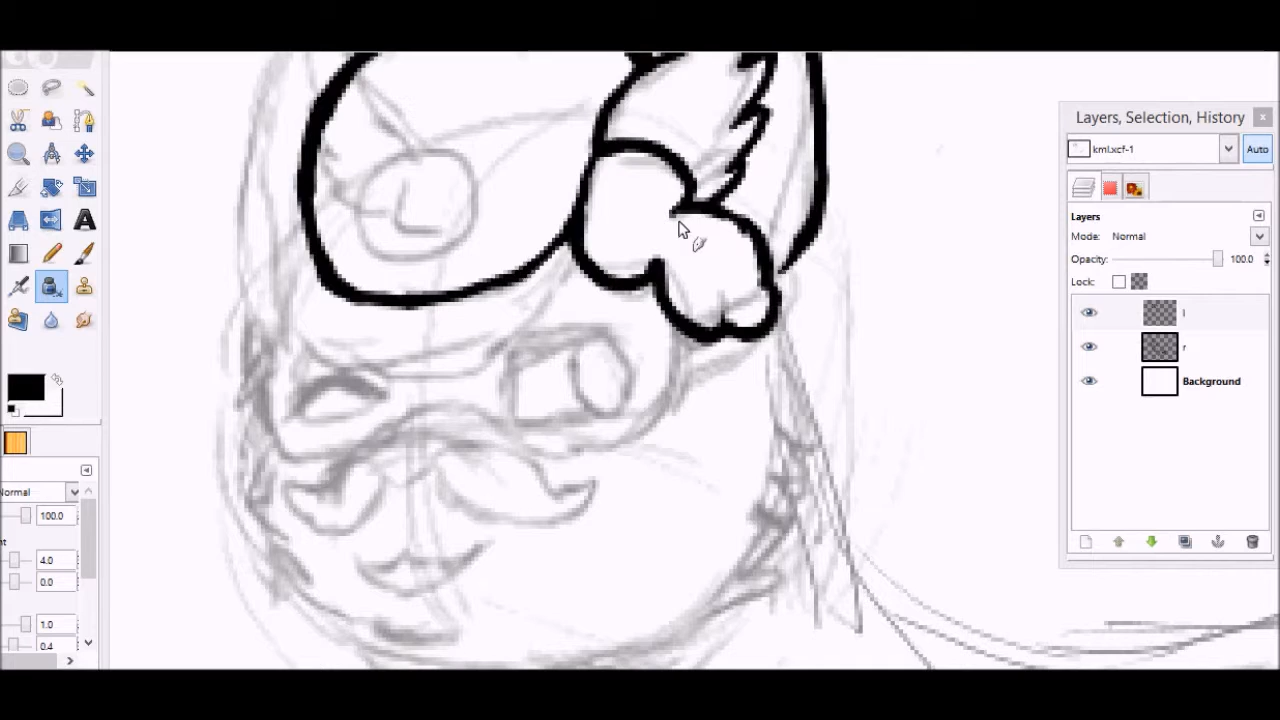 Layers, Selection, History
kml.xcf-1
Auto
Layers
Mode: Normal
Opacity: 100.0
Lock:
l
r
Background
A
Normal
100.0
4.0
0.0
1.0
0.4